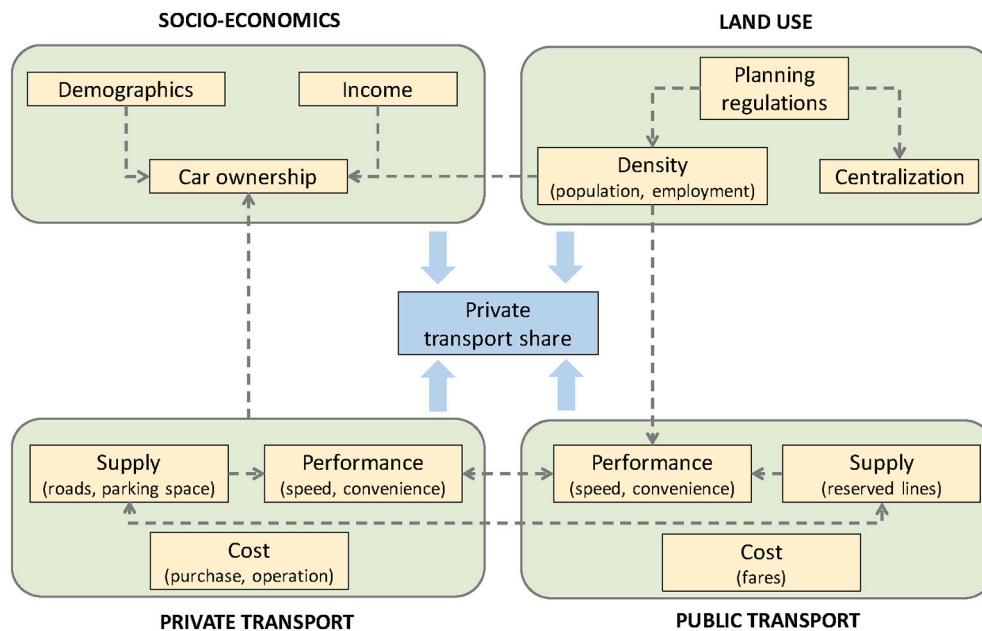 SOCIO-ECONOMICS
Demographics
Income
Car ownership
LAND USE
Planning
regulations
Density
(population, employment)
Centralization
Private
transport share
Supply
(roads, parking space)
Performance
(speed, convenience)
Cost
(purchase, operation)
PRIVATE TRANSPORT
Performance
(speed, convenience)
Supply
(reserved lines)
Cost
(fares)
PUBLIC TRANSPORT